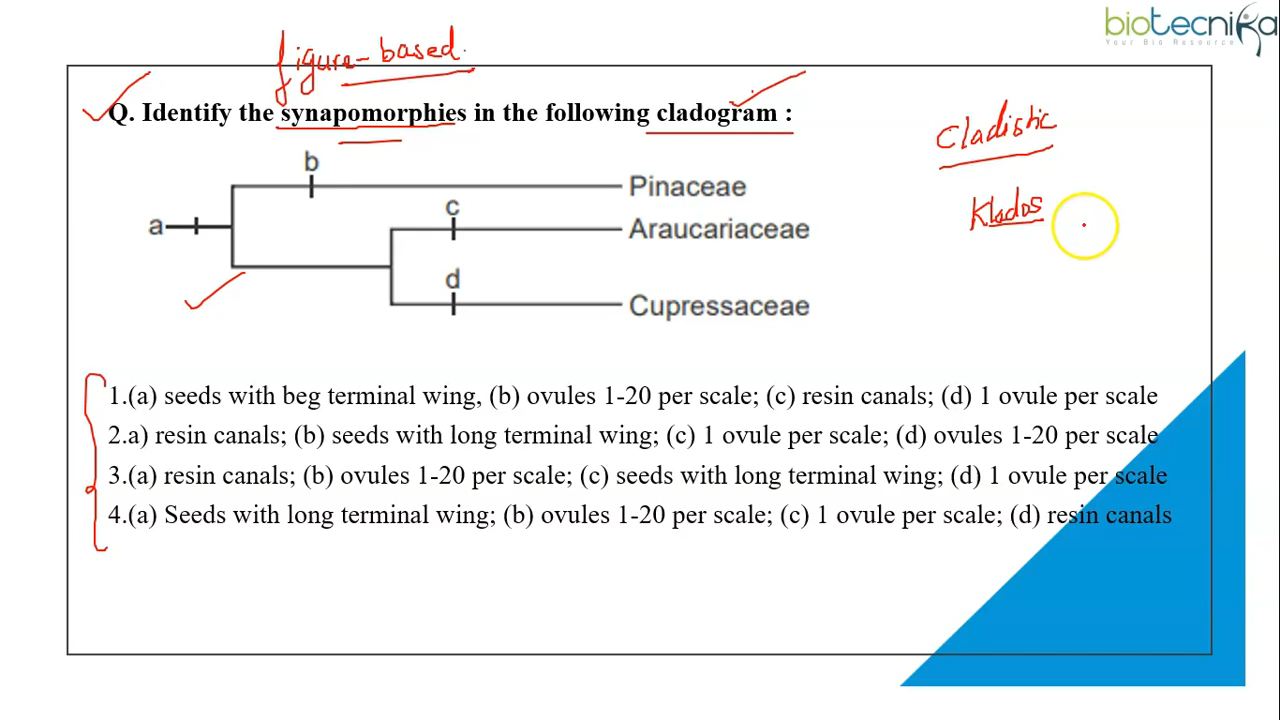 biotecnika
Your Bio Resource
figure-based.
Q. Identify the synapomorphies in the following cladogram :
Cladistic
Klados
b
Pinaceae
a
c
Araucariaceae
d
Cupressaceae
1.(a) seeds with beg terminal wing, (b) ovules 1-20 per scale; (c) resin canals; (d) 1 ovule per scale
2.a) resin canals; (b) seeds with long terminal wing; (c) 1 ovule per scale; (d) ovules 1-20 per scale
3.(a) resin canals; (b) ovules 1-20 per scale; (c) seeds with long terminal wing; (d) 1 ovule per scale
4.(a) Seeds with long terminal wing; (b) ovules 1-20 per scale; (c) 1 ovule per scale; (d) resin canals